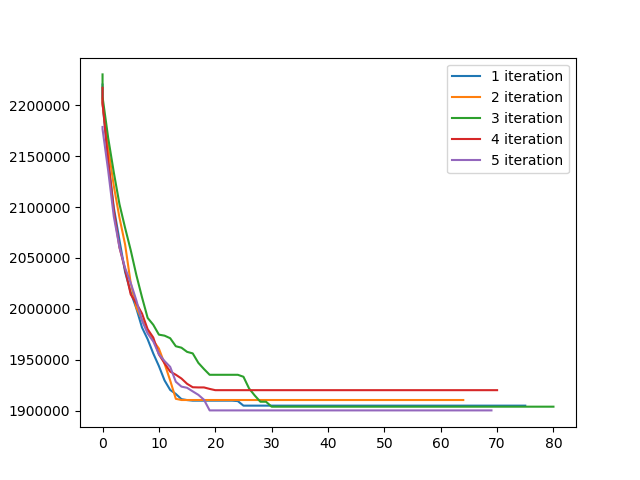 2200000
2150000
2100000
2050000
2000000
1950000
1900000
0 10 20 30 40 50 60 70 80
1 iteration
2 iteration
3 iteration
4 iteration
5 iteration